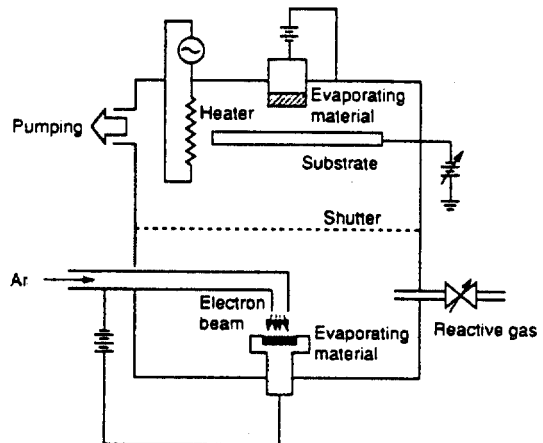 Heater
Evaporating
material
Pumping
Substrate
Shutter
Ar
Electron
beam
Evaporating
material
Reactive gas